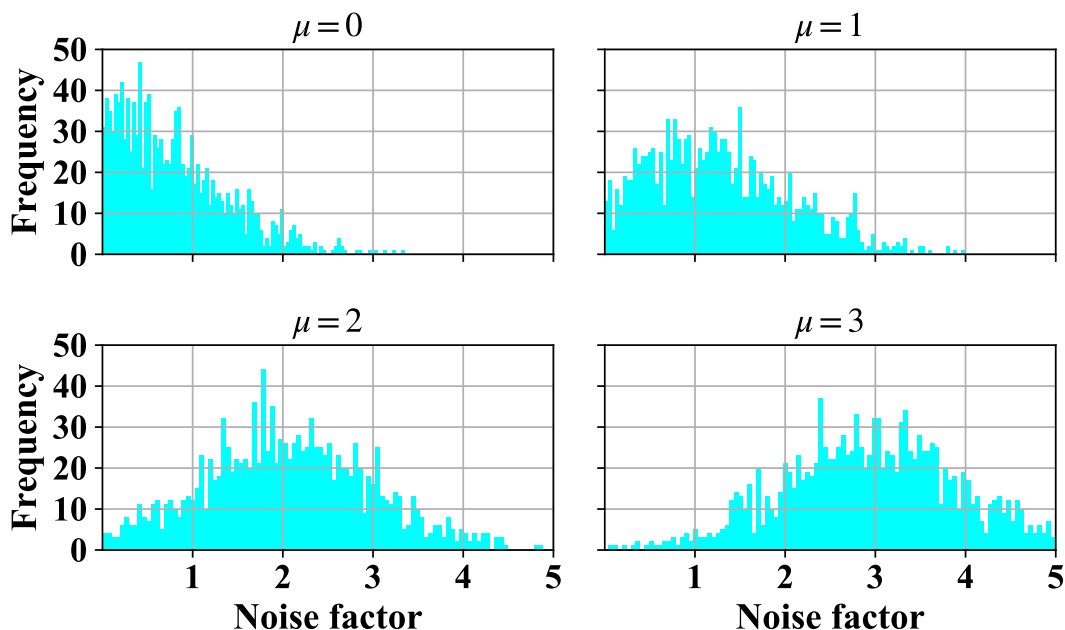 μ = 0
μ = 1
Frequency
50
40
30
20
10
0
μ = 2
μ = 3
Frequency
50
40
30
20
10
0
1 2 3 4 5
1 2 3 4 5
Noise factor
Noise factor